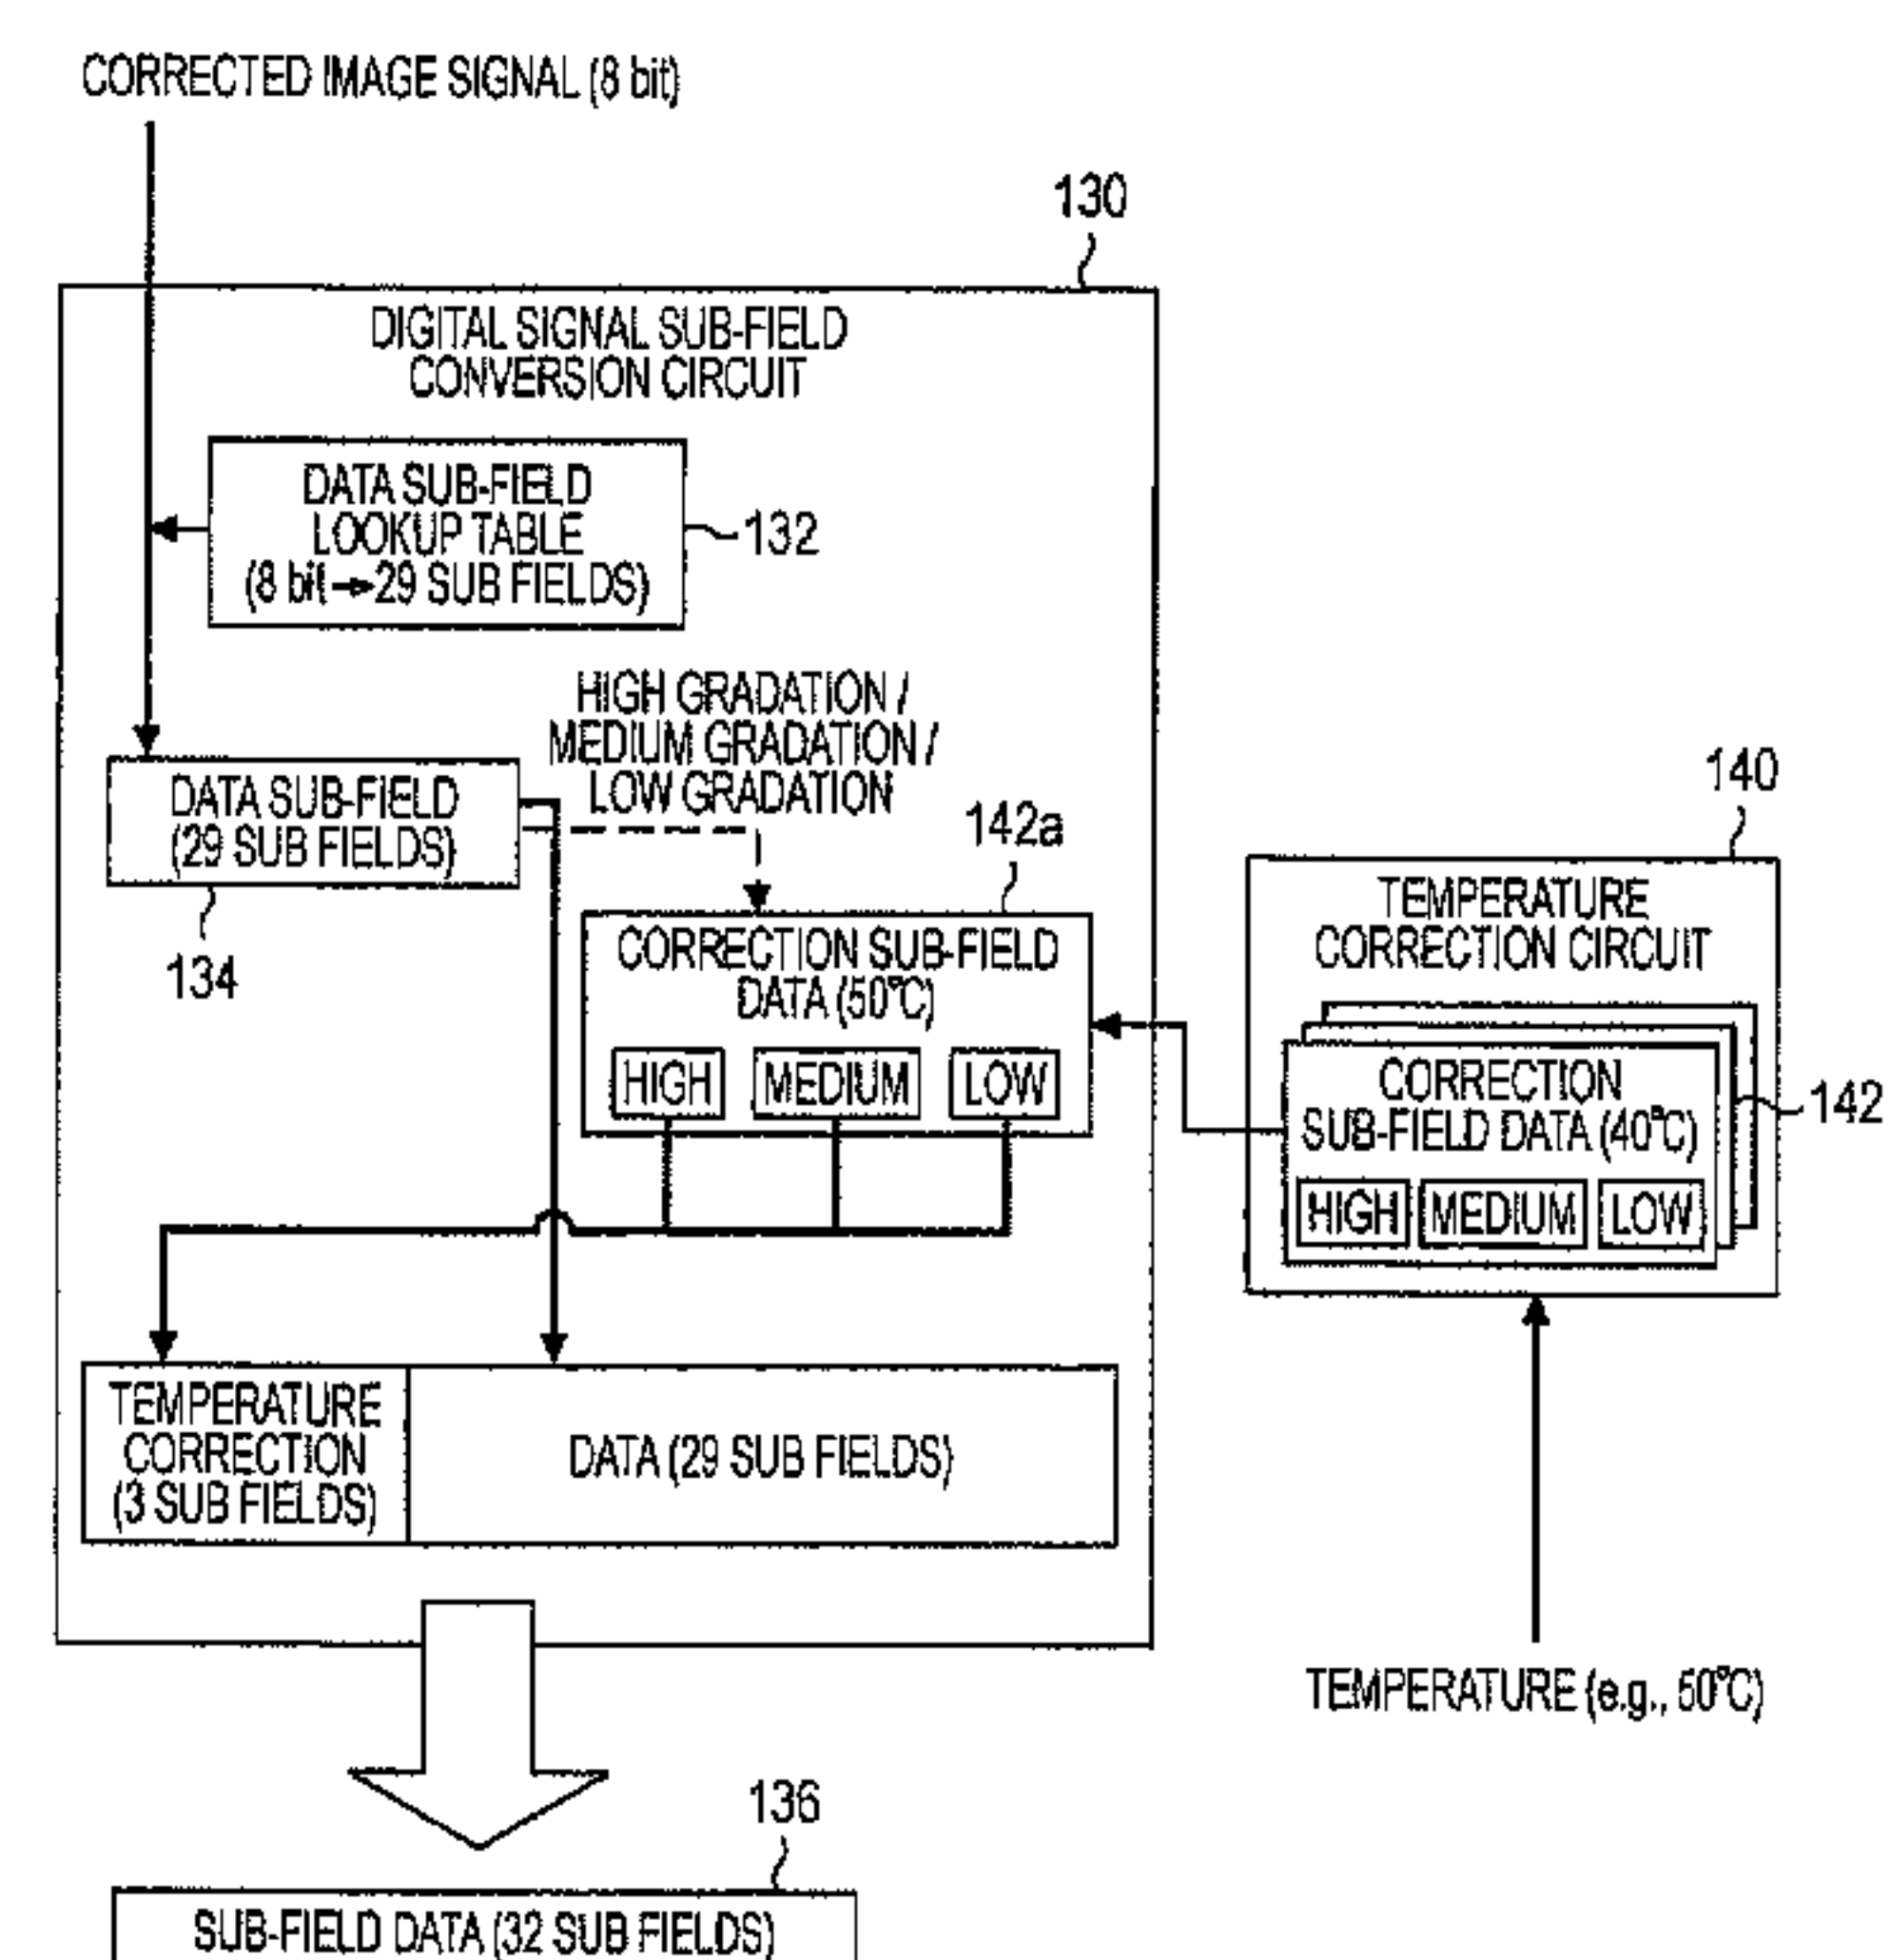 CORRECTED IMAGE SIGNAL (8 bit)
130
DIGITAL SIGNAL SUB-FIELD
CONVERSION CIRCUIT
DATA SUB-FIELD
LOOKUP TABLE
(8 bit→29 SUB FIELDS)
132
HIGH GRADATION /
MEDIUM GRADATION /
LOW GRADATION
DATA SUB-FIELD
(29 SUB FIELDS)
134
142a
CORRECTION SUB-FIELD
DATA (50°C)
HIGH MEDIUM LOW
140
TEMPERATURE
CORRECTION CIRCUIT
CORRECTION
SUB-FIELD DATA (40°C)
142
HIGH MEDIUM LOW
TEMPERATURE
CORRECTION
(3 SUB FIELDS)
DATA (29 SUB FIELDS)
TEMPERATURE (e.g., 50°C)
136
SUB-FIELD DATA (32 SUB FIELDS)